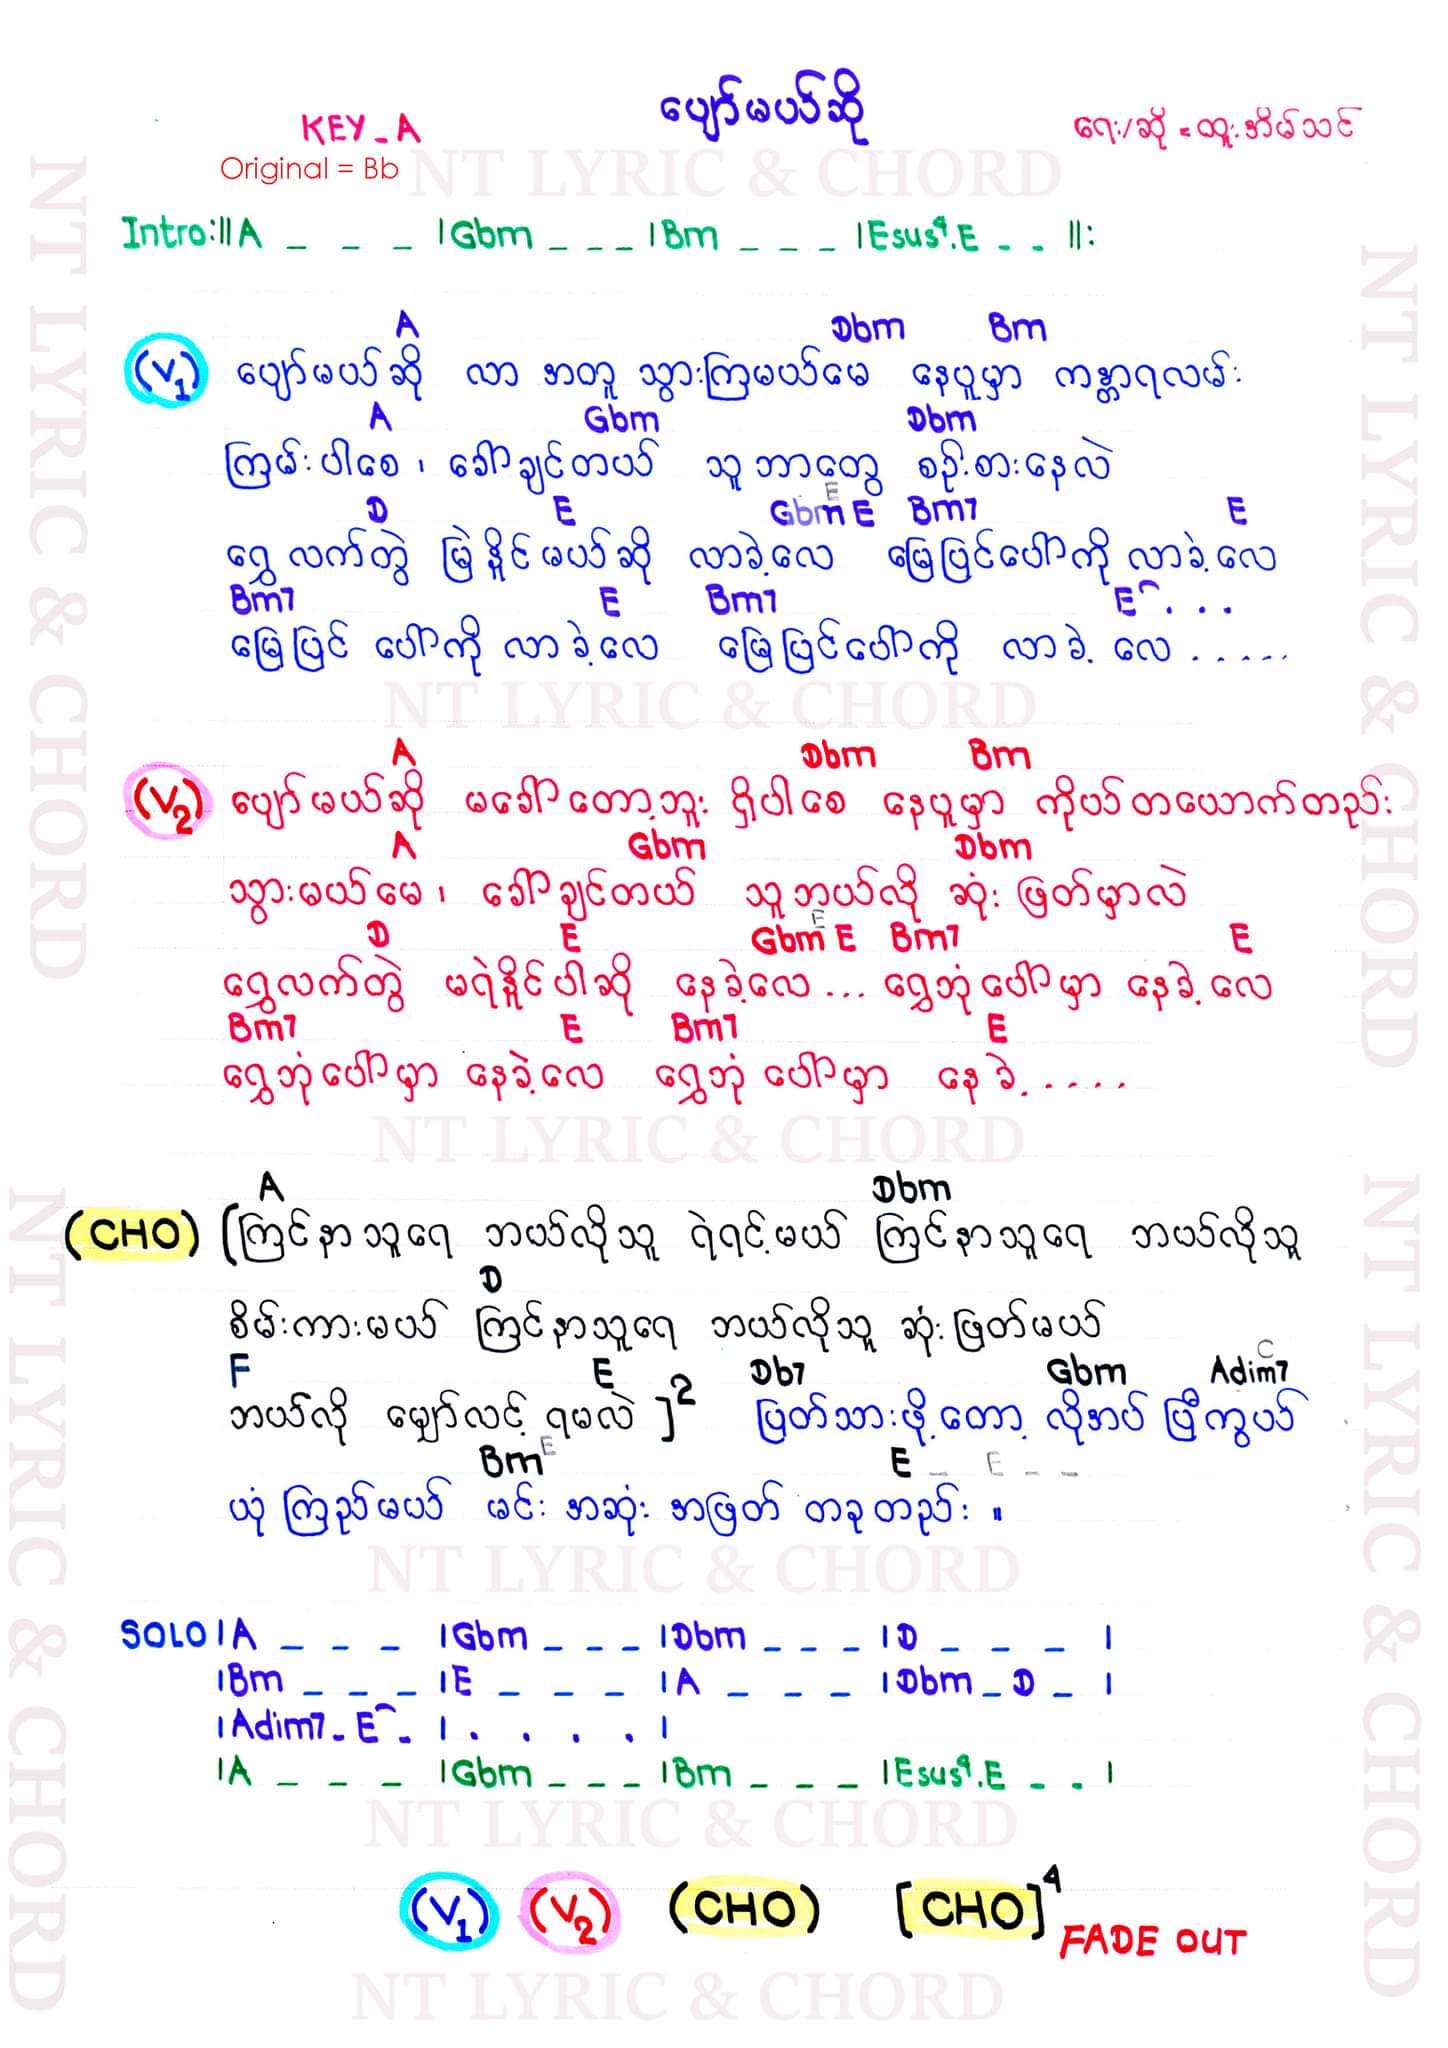 ပျော်မယ်ဆို
KEY_A
ရေး/ဆို = ထူးအိမ်သင်
Original = Bb
NT LYRIC & CHORD
Intro:||A _ _ _ |Gbm _ _ _ |Bm _ _ _ |Esus4.E _ _ ||:
A Dbm Bm
(V1) ပျော်မယ်ဆို လာ အတူ သွားကြမယ်မေ နေပူမှာ ကန္တာရလမ်း
A Gbm Dbm
ကြမ်းပါစေ၊ ခေါ်ချင်တယ် သူဘာတွေ စဉ်းစားနေလဲ
D E Gbm E E Bm7 E
ရွှေလက်တွဲ မြဲနိူင်မယ်ဆို လာခဲ့လေ မြေပြင်ပေါ်ကို လာခဲ့လေ
Bm7 E Bm7 E . . .
မြေပြင် ပေါ်ကို လာခဲ့လေ မြေပြင်ပေါ်ကို လာခဲ့ လေ . . . . .
NT LYRIC & CHORD
A Dbm Bm
(V2) ပျော်မယ်ဆို မခေါ်တော့ဘူး ရှိပါစေ နေပူမှာ ကိုယ်တယောက်တည်း
A Gbm Dbm
သွားမယ်မေ၊ ခေါ်ချင်တယ် သူဘယ်လို ဆုံးဖြတ်မှာလဲ
D E Gbm E E Bm7 E
ရွှေလက်တွဲ မရဲနိူင်ပါဆို နေခဲ့လေ... ရွှေဘုံပေါ်မှာ နေခဲ့လေ
Bm7 E Bm7 E
ရွှေဘုံပေါ်မှာ နေခဲ့လေ ရွှေဘုံပေါ်မှာ နေခဲ့ . . . . .
NT LYRIC & CHORD
A Dbm
(CHO) [ကြင်နာသူရေ ဘယ်လိုသူ ရဲရင့်မယ် ကြင်နာသူရေ ဘယ်လိုသူ
D
စိမ်းကားမယ် ကြင်နာသူရေ ဘယ်လိုသူ ဆုံးဖြတ်မယ်
F E Db7 Gbm Adim7 C
ဘယ်လို မျှော်လင့် ရမလဲ ]2 ပြတ်သားဖို့တော့ လိုအပ် ပြီကွယ်
Bm E E _ E _ _
ယုံကြည်မယ် မင်းအဆုံးအဖြတ် တခုတည်း ။
NT LYRIC & CHORD
SOLO |A _ _ _ |Gbm _ _ _ |Dbm _ _ _ |D _ _ _ |
|Bm _ _ _ |E _ _ _ |A _ _ _ |Dbm _ D _ |
|Adim7 _ E _ | . . . . |
|A _ _ _ |Gbm _ _ _ |Bm _ _ _ |Esus4.E _ _ |
NT LYRIC & CHORD
(V1) (V2) (CHO) [CHO]4
FADE OUT
NT LYRIC & CHORD
NT LYRIC & CHORD
NT LYRIC & CHORD
NT LYRIC & CHORD
NT LYRIC & CHORD